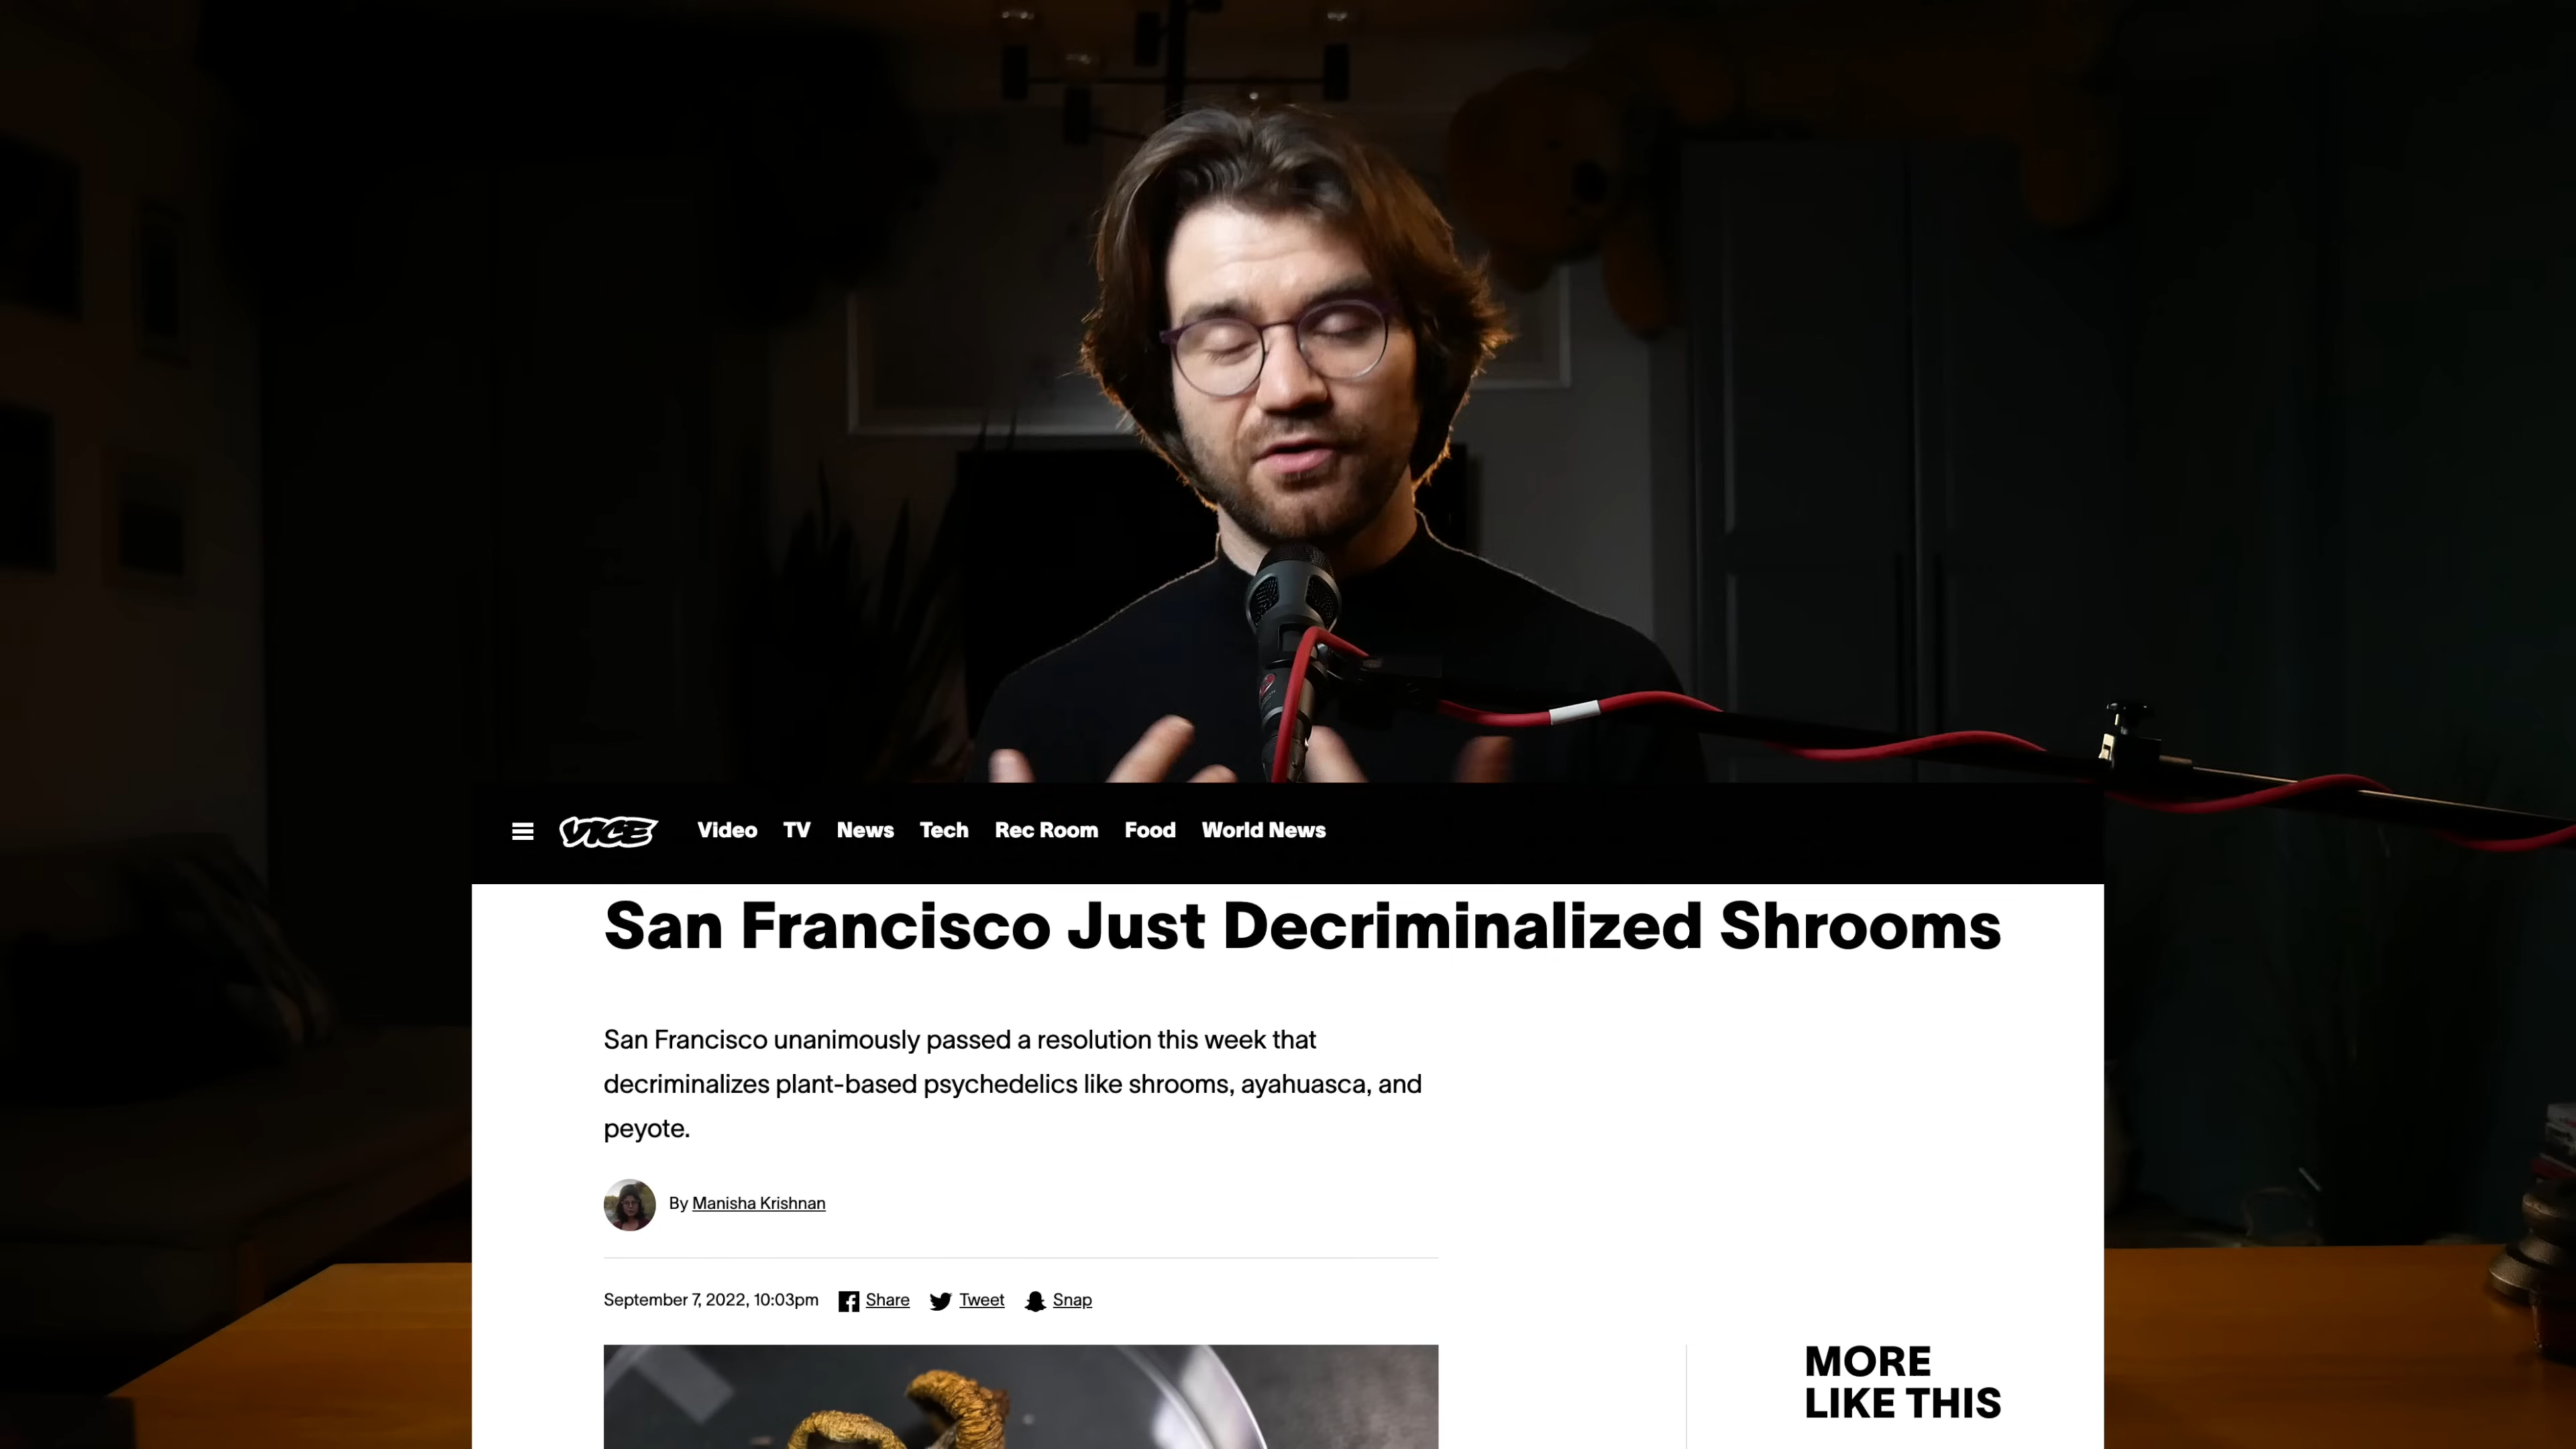 VICE Video TV News Tech Rec Room Food World News
San Francisco Just Decriminalized Shrooms
San Francisco unanimously passed a resolution this week that
decriminalizes plant-based psychedelics like shrooms, ayahuasca, and
peyote.
By Manisha Krishnan
September 7, 2022, 10:03pm Share Tweet Snap
MORE
LIKE THIS